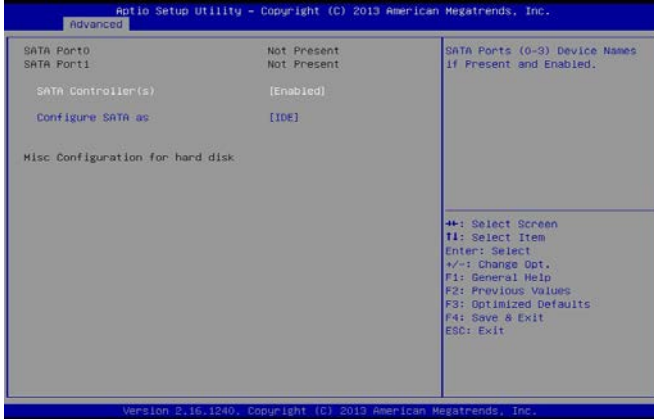 Aptio Setup Utility - Copyright (C) 2013 American Megatrends, Inc.
Advanced
SATA Port0 Not Present
SATA Port1 Not Present
SATA Controller(s) [Enabled]
Configure SATA as [IDE]
Misc Configuration for hard disk
SATA Ports (0-3) Device Names
if Present and Enabled.
→←: Select Screen
↑↓: Select Item
Enter: Select
+/-: Change Opt.
F1: General Help
F2: Previous Values
F3: Optimized Defaults
F4: Save & Exit
ESC: Exit
Version 2.16.1240. Copyright (C) 2013 American Megatrends, Inc.